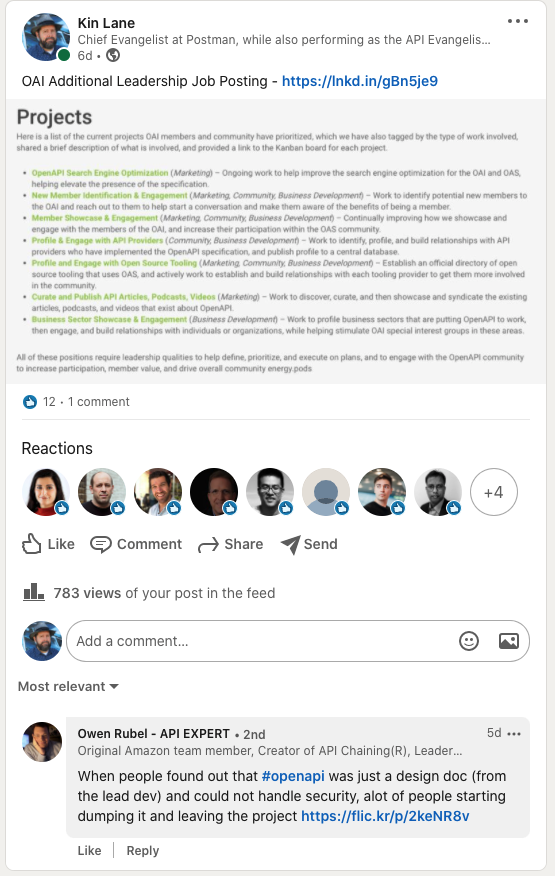 Kin Lane
Chief Evangelist at Postman, while also performing as the API Evangelis...
6d •
OAI Additional Leadership Job Posting - https://lnkd.in/gBn5je9
Projects
Here is a list of the current projects OAI members and community have prioritized, which we have also tagged by the type of work involved,
shared a brief description of what is involved, and provided a link to the Kanban board for each project.
• OpenAPI Search Engine Optimization (Marketing) – Ongoing work to help improve the search engine optimization for the OAI and OAS,
helping elevate the presence of the specification.
• New Member Identification & Engagement (Marketing, Community, Business Development) – Work to identify potential new members to
the OAI and reach out to them to help start a conversation and make them aware of the benefits of being a member.
• Member Showcase & Engagement (Marketing, Community, Business Development) – Continually improving how we showcase and
engage with the members of the OAI, and increase their participation within the OAS community.
• Profile & Engage with API Providers (Community, Business Development) – Work to identify, profile, and build relationships with API
providers who have implemented the OpenAPI specification, and publish profile to a central database.
• Profile and Engage with Open Source Tooling (Marketing, Community, Business Development) – Establish an official directory of open
source tooling that uses OAS, and actively work to establish and build relationships with each tooling provider to get them more involved
in the community.
• Curate and Publish API Articles, Podcasts, Videos (Marketing) – Work to discover, curate, and then showcase and syndicate the existing
articles, podcasts, and videos that exist about OpenAPI.
• Business Sector Showcase & Engagement (Business Development) – Work to profile business sectors that are putting OpenAPI to work,
then engage, and build relationships with individuals or organizations, while helping stimulate OAI special interest groups in these areas.
All of these positions require leadership qualities to help define, prioritize, and execute on plans, and to engage with the OpenAPI community
to increase participation, member value, and drive overall community energy.pods
12 · 1 comment
Reactions
+4
Like Comment Share Send
783 views of your post in the feed
Add a comment...
Most relevant
Owen Rubel - API EXPERT • 2nd 5d
Original Amazon team member, Creator of API Chaining(R), Leader...
When people found out that #openapi was just a design doc (from
the lead dev) and could not handle security, alot of people starting
dumping it and leaving the project https://flic.kr/p/2keNR8v
Like | Reply